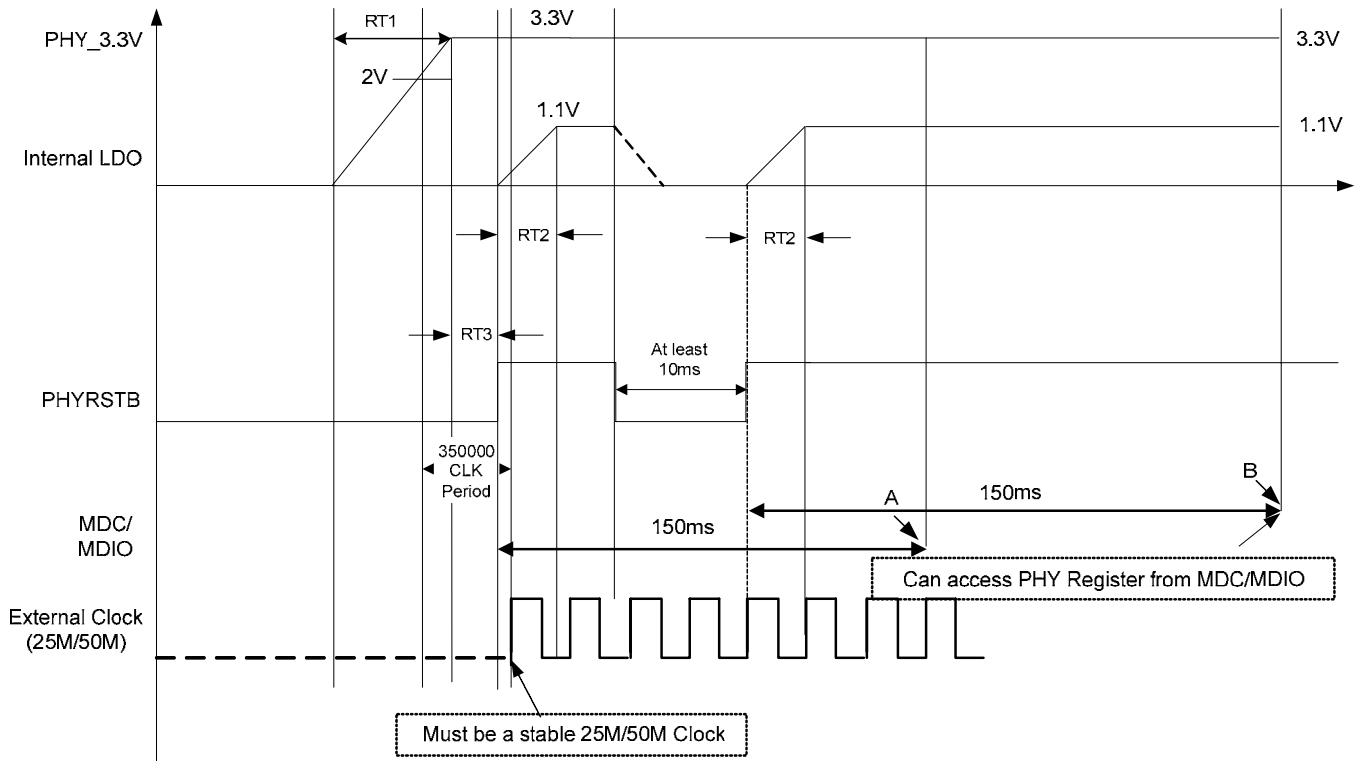 RT1
3.3V
PHY_3.3V
3.3V
2V
1.1V
1.1V
Internal LDO
RT2
RT2
RT3
At least
10ms
PHYRSTB
350000
CLK
Period
B
A
150ms
MDC/
MDIO
150ms
Can access PHY Register from MDC/MDIO
External Clock
(25M/50M)
Must be a stable 25M/50M Clock